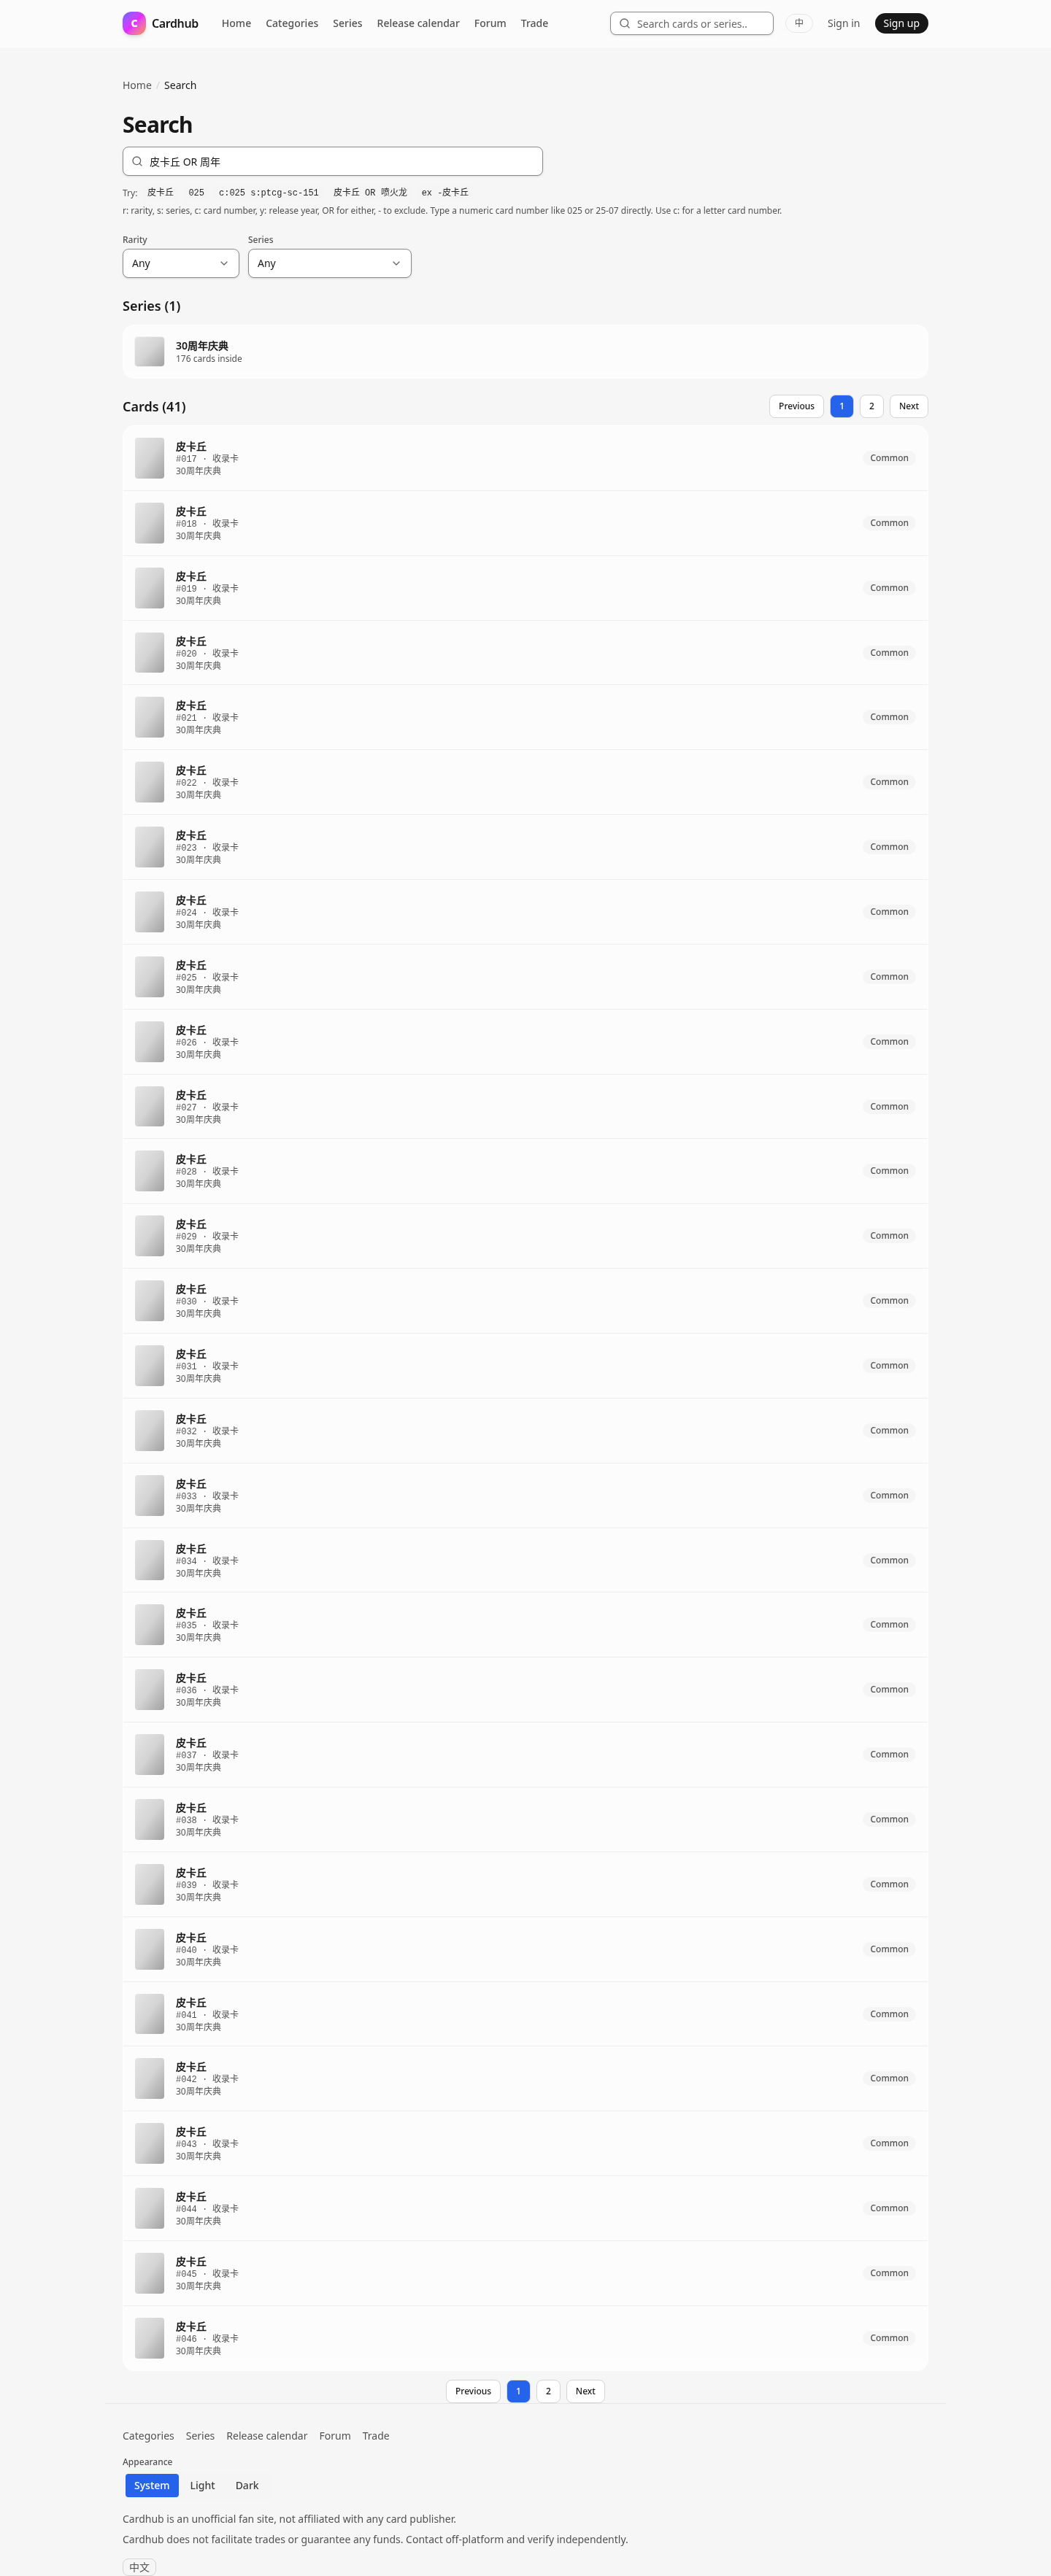 C Cardhub Home Categories Series Release calendar Forum Trade Search cards or series.. 中 Sign in Sign up
Home / Search
Search
皮卡丘 OR 周年
Try: 皮卡丘 025 c:025 s:ptcg-sc-151 皮卡丘 OR 喷火龙 ex -皮卡丘
r: rarity, s: series, c: card number, y: release year, OR for either, - to exclude. Type a numeric card number like 025 or 25-07 directly. Use c: for a letter card number.
Rarity Series
Any Any
Series (1)
30周年庆典
176 cards inside
Cards (41) Previous 1 2 Next
皮卡丘
#017 · 收录卡
30周年庆典
Common
皮卡丘
#018 · 收录卡
30周年庆典
Common
皮卡丘
#019 · 收录卡
30周年庆典
Common
皮卡丘
#020 · 收录卡
30周年庆典
Common
皮卡丘
#021 · 收录卡
30周年庆典
Common
皮卡丘
#022 · 收录卡
30周年庆典
Common
皮卡丘
#023 · 收录卡
30周年庆典
Common
皮卡丘
#024 · 收录卡
30周年庆典
Common
皮卡丘
#025 · 收录卡
30周年庆典
Common
皮卡丘
#026 · 收录卡
30周年庆典
Common
皮卡丘
#027 · 收录卡
30周年庆典
Common
皮卡丘
#028 · 收录卡
30周年庆典
Common
皮卡丘
#029 · 收录卡
30周年庆典
Common
皮卡丘
#030 · 收录卡
30周年庆典
Common
皮卡丘
#031 · 收录卡
30周年庆典
Common
皮卡丘
#032 · 收录卡
30周年庆典
Common
皮卡丘
#033 · 收录卡
30周年庆典
Common
皮卡丘
#034 · 收录卡
30周年庆典
Common
皮卡丘
#035 · 收录卡
30周年庆典
Common
皮卡丘
#036 · 收录卡
30周年庆典
Common
皮卡丘
#037 · 收录卡
30周年庆典
Common
皮卡丘
#038 · 收录卡
30周年庆典
Common
皮卡丘
#039 · 收录卡
30周年庆典
Common
皮卡丘
#040 · 收录卡
30周年庆典
Common
皮卡丘
#041 · 收录卡
30周年庆典
Common
皮卡丘
#042 · 收录卡
30周年庆典
Common
皮卡丘
#043 · 收录卡
30周年庆典
Common
皮卡丘
#044 · 收录卡
30周年庆典
Common
皮卡丘
#045 · 收录卡
30周年庆典
Common
皮卡丘
#046 · 收录卡
30周年庆典
Common
Previous 1 2 Next
Categories Series Release calendar Forum Trade
Appearance
System Light Dark
Cardhub is an unofficial fan site, not affiliated with any card publisher.
Cardhub does not facilitate trades or guarantee any funds. Contact off-platform and verify independently.
中文